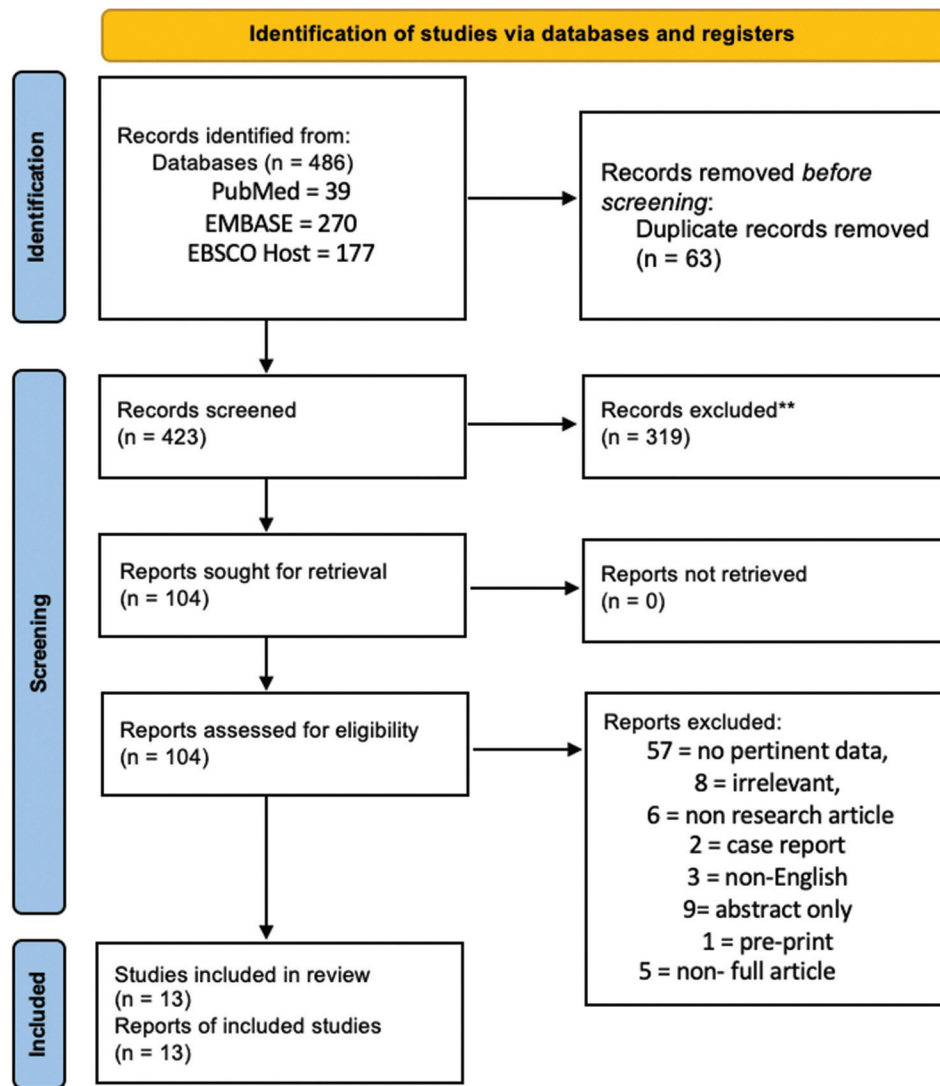 Identification of studies via databases and registers
Identification
Records identified from:
Databases (n = 486)
PubMed = 39
EMBASE = 270
EBSCO Host = 177
Records removed before
screening:
Duplicate records removed
(n = 63)
Screening
Records screened
(n = 423)
Records excluded**
(n = 319)
Reports sought for retrieval
(n = 104)
Reports not retrieved
(n = 0)
Reports assessed for eligibility
(n = 104)
Reports excluded:
57 = no pertinent data,
8 = irrelevant,
6 = non research article
2 = case report
3 = non-English
9= abstract only
1 = pre-print
5 = non- full article
Included
Studies included in review
(n = 13)
Reports of included studies
(n = 13)